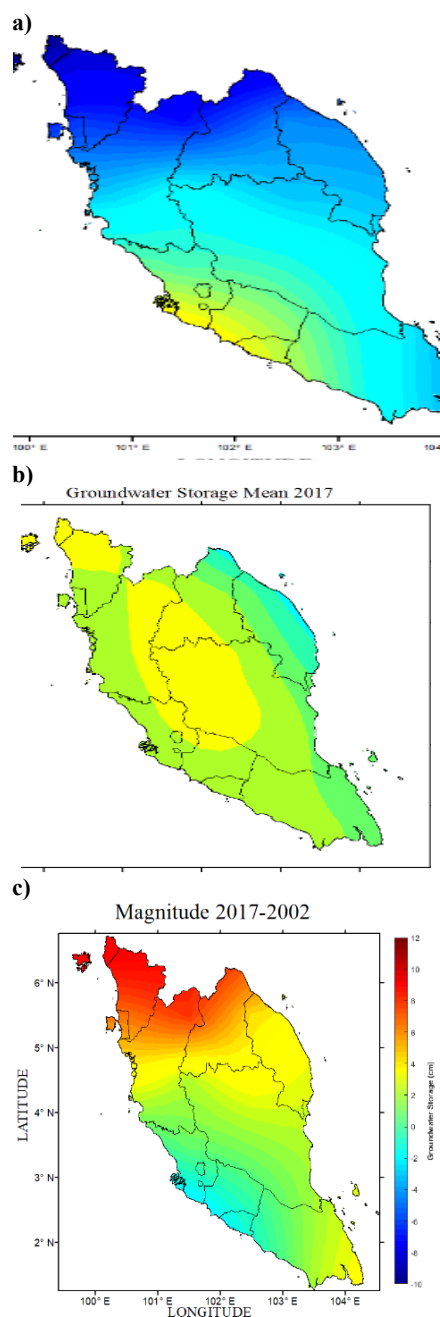 a)
100° E 101° E 102° E 103° E 104
b)
Groundwater Storage Mean 2017
c)
Magnitude 2017-2002
6° N
5° N
4° N
3° N
2° N
LATITUDE
100° E 101° E 102° E 103° E 104° E
LONGITUDE
12
10
8
6
4
2
0
-2
-4
-6
-8
-10
Groundwater Storage (cm)